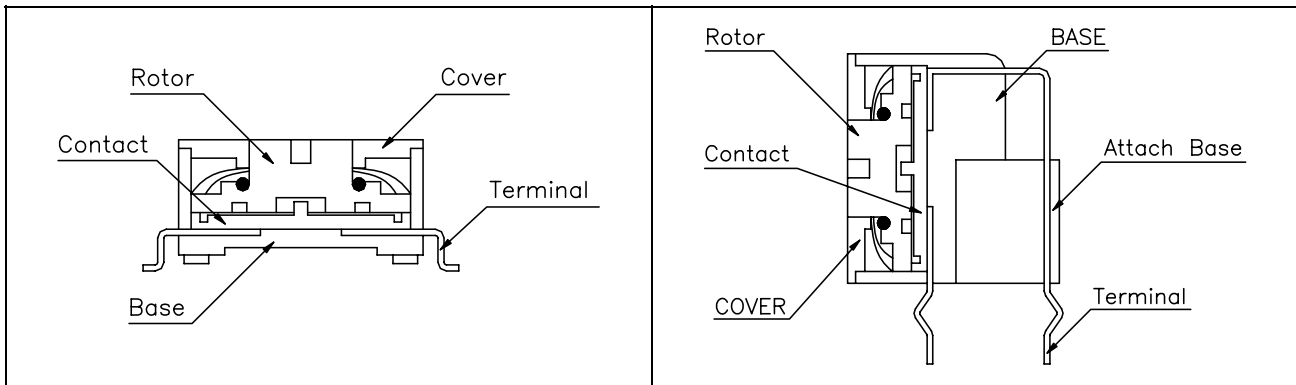 Rotor
Cover
Contact
Terminal
Base
Rotor
BASE
Contact
Attach Base
COVER
Terminal